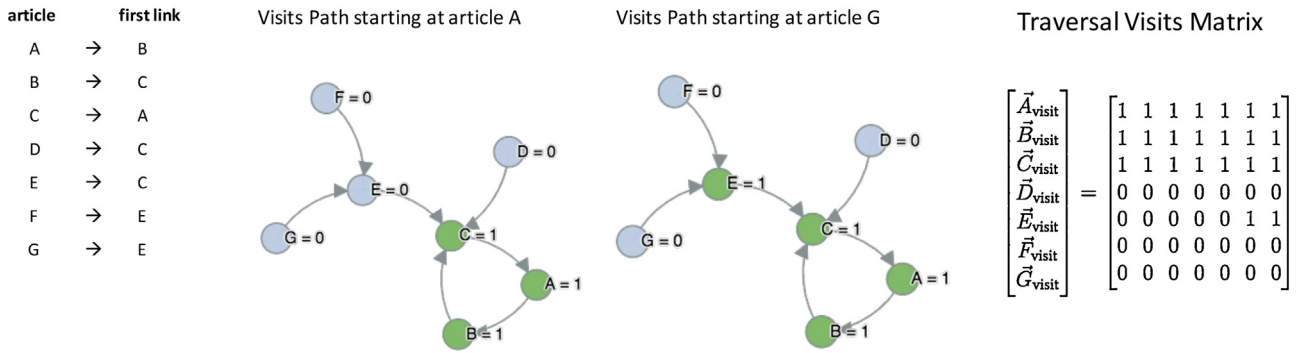 article first link
A → B
B → C
C → A
D → C
E → C
F → E
G → E
Visits Path starting at article A
F = 0
D = 0
E = 0
G = 0
C = 1
A = 1
B = 1
Visits Path starting at article G
F = 0
D = 0
E = 1
G = 0
C = 1
A = 1
B = 1
Traversal Visits Matrix
A⃗visit 1 1 1 1 1 1 1
B⃗visit 1 1 1 1 1 1 1
C⃗visit 1 1 1 1 1 1 1
D⃗visit = 0 0 0 0 0 0 0
E⃗visit 0 0 0 0 0 1 1
F⃗visit 0 0 0 0 0 0 0
G⃗visit 0 0 0 0 0 0 0